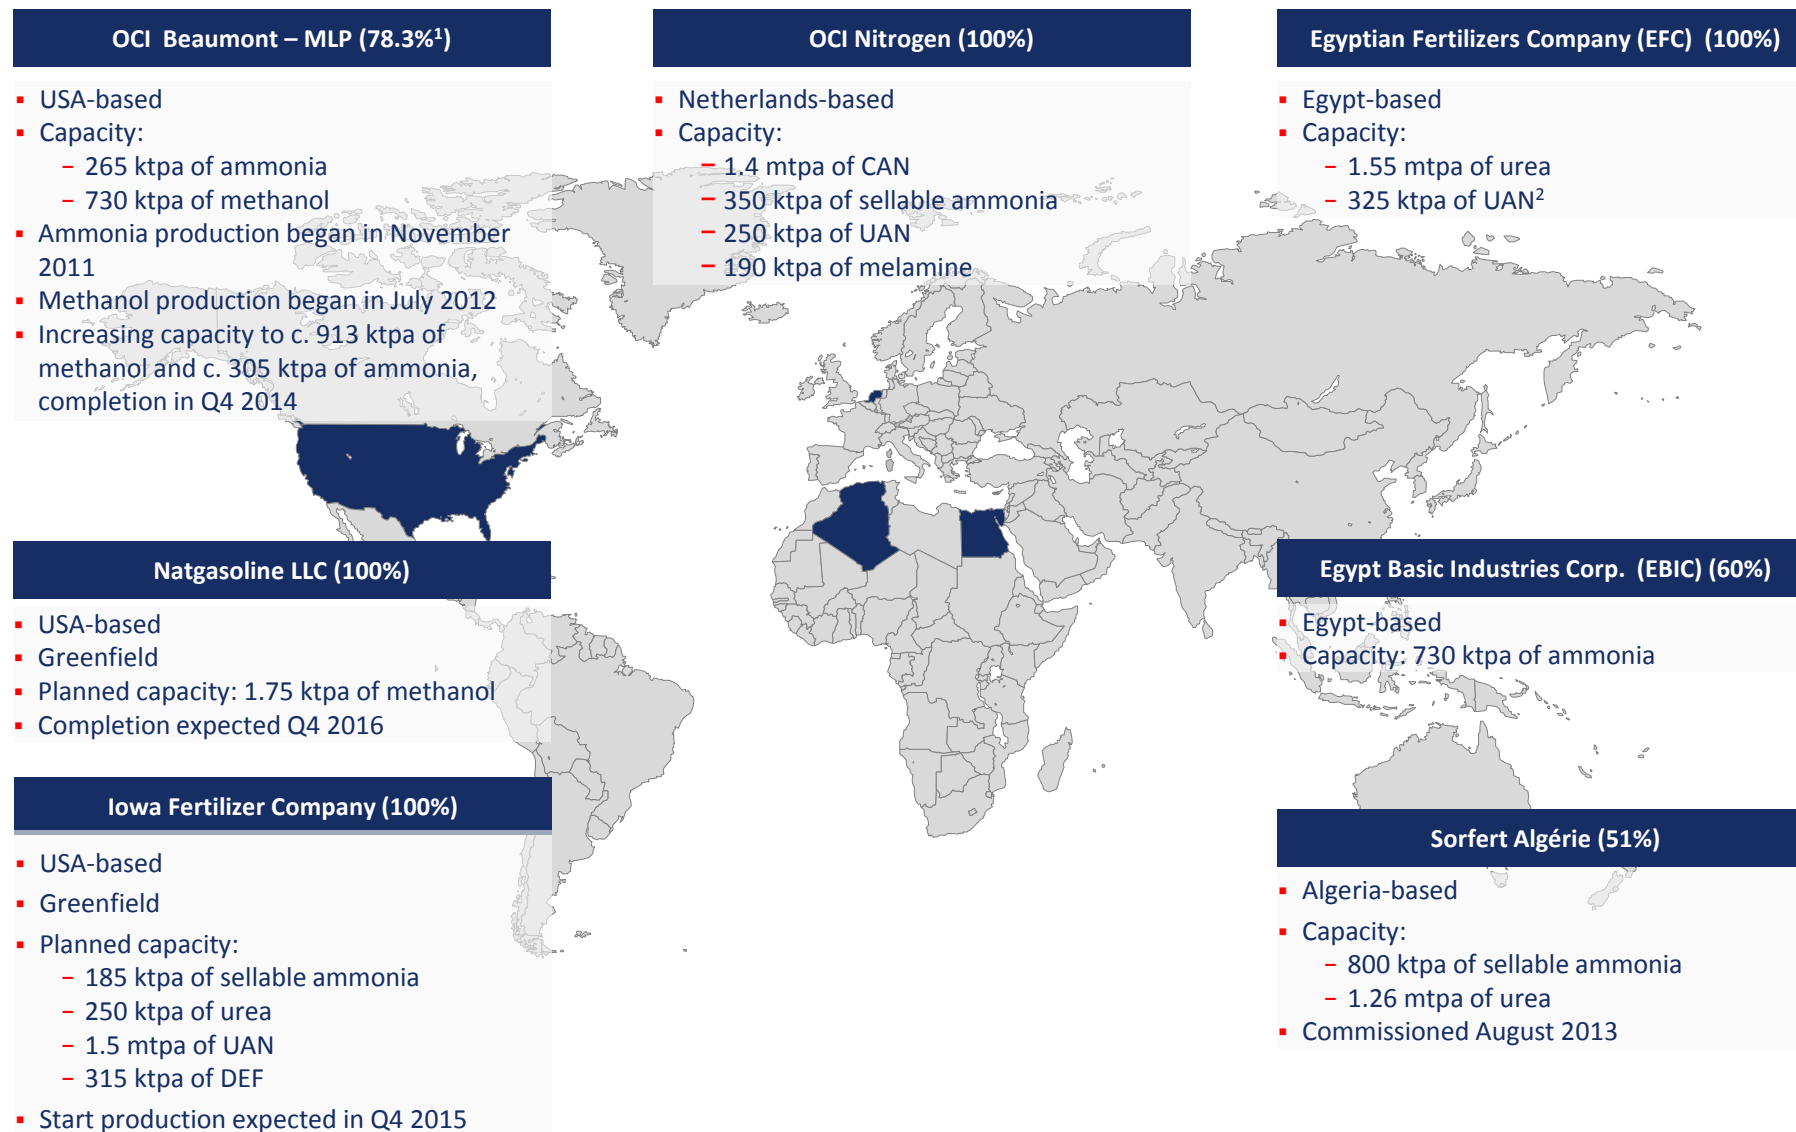 OCI Beaumont – MLP (78.3%¹)
▪ USA-based
▪ Capacity:
– 265 ktpa of ammonia
– 730 ktpa of methanol
▪ Ammonia production began in November
2011
▪ Methanol production began in July 2012
▪ Increasing capacity to c. 913 ktpa of
methanol and c. 305 ktpa of ammonia,
completion in Q4 2014
Natgasoline LLC (100%)
▪ USA-based
▪ Greenfield
▪ Planned capacity: 1.75 ktpa of methanol
▪ Completion expected Q4 2016
Iowa Fertilizer Company (100%)
▪ USA-based
▪ Greenfield
▪ Planned capacity:
– 185 ktpa of sellable ammonia
– 250 ktpa of urea
– 1.5 mtpa of UAN
– 315 ktpa of DEF
▪ Start production expected in Q4 2015
OCI Nitrogen (100%)
▪ Netherlands-based
▪ Capacity:
– 1.4 mtpa of CAN
– 350 ktpa of sellable ammonia
– 250 ktpa of UAN
– 190 ktpa of melamine
Egyptian Fertilizers Company (EFC) (100%)
▪ Egypt-based
▪ Capacity:
– 1.55 mtpa of urea
– 325 ktpa of UAN²
Egypt Basic Industries Corp. (EBIC) (60%)
▪ Egypt-based
▪ Capacity: 730 ktpa of ammonia
Sorfert Algérie (51%)
▪ Algeria-based
▪ Capacity:
– 800 ktpa of sellable ammonia
– 1.26 mtpa of urea
▪ Commissioned August 2013